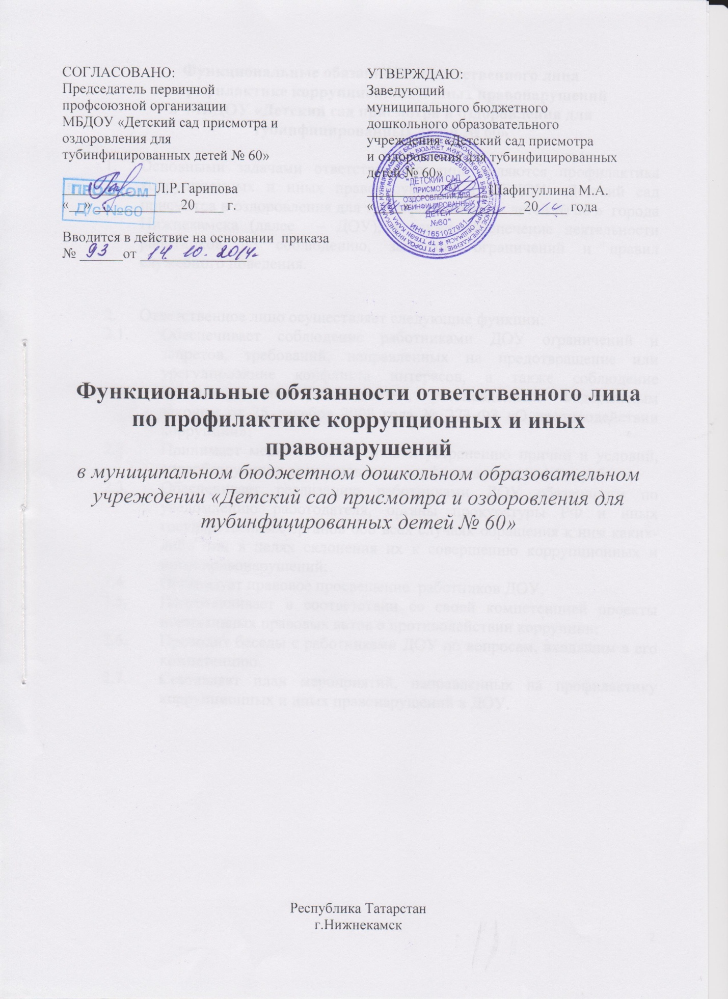 СОГЛАСОВАНО:
Председатель первичной
профсоюзной организации
МБДОУ «Детский сад присмотра и
оздоровления для
тубинфицированных детей № 60»
Л.Р.Гарипова
«__»____________20____ г.
ПРОФКОМ
Д/с №60
Вводится в действие на основании приказа
№ 93 от 14 10. 2014г
УТВЕРЖДАЮ:
Заведующий
муниципального бюджетного
дошкольного образовательного
учреждения «Детский сад присмотра
и оздоровления для тубинфицированных
детей № 60»
Шафигуллина М.А.
2014 года
"ДЕТСКИЙ САД
ПРИСМОТРА И
ОЗДОРОВЛЕНИЯ ДЛЯ
ТУБИНФИЦИРОВАННЫХ
ДЕТЕЙ
№60"
ИНН 1651027981
Функциональные обязанности ответственного лица
по профилактике коррупционных и иных
правонарушений
в муниципальном бюджетном дошкольном образовательном
учреждении «Детский сад присмотра и оздоровления для
тубинфицированных детей № 60»
Республика Татарстан
г.Нижнекамск